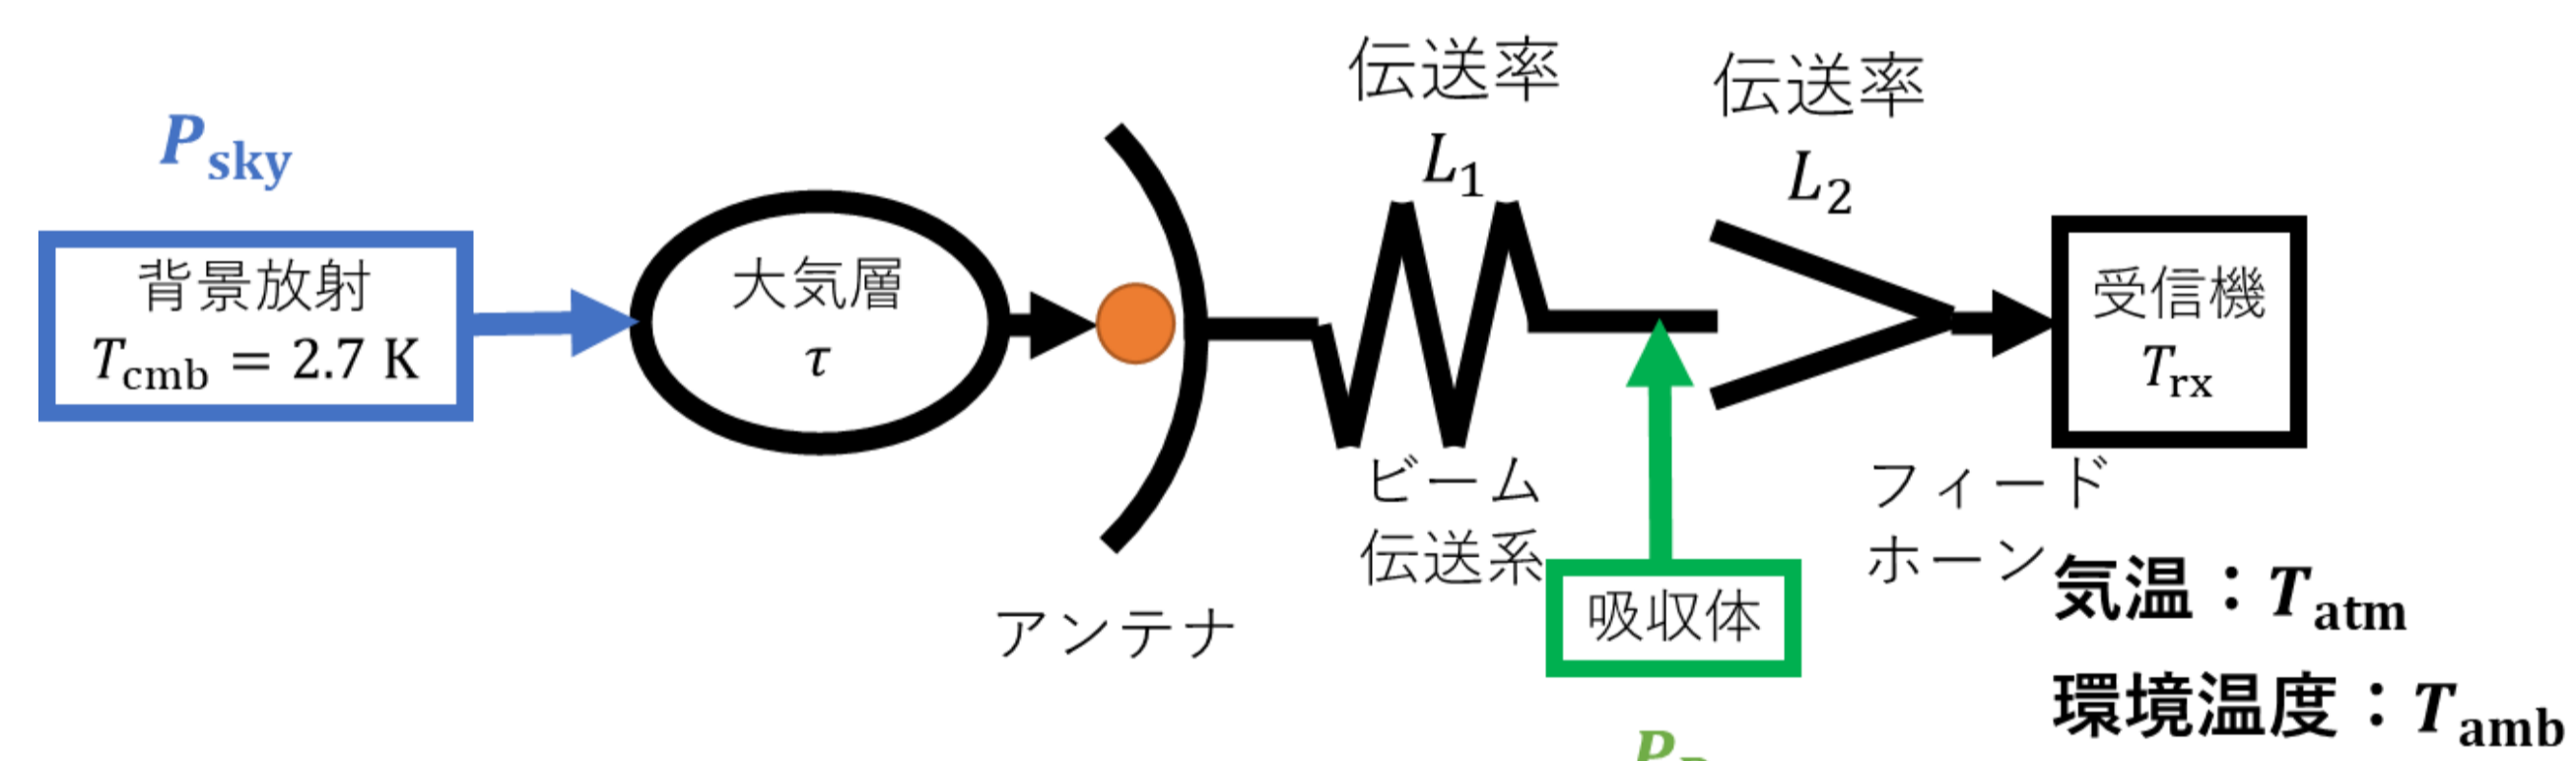 P_sky
背景放射
T_cmb = 2.7 K
大気層
τ
アンテナ
伝送率
L_1
ビーム
伝送系
吸収体
伝送率
L_2
フィード
ホーン
受信機
T_rx
気温：T_atm
環境温度：T_amb